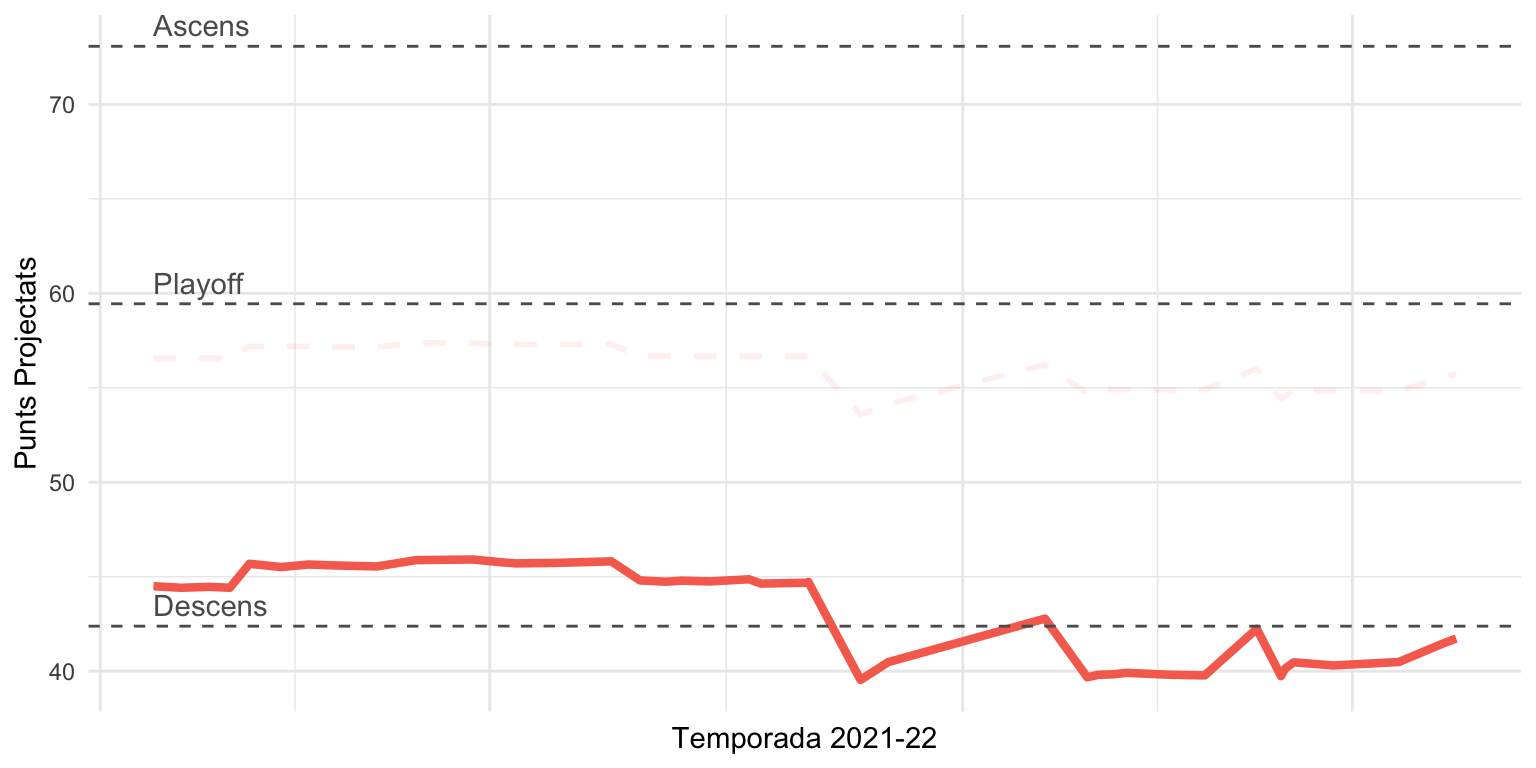 Ascens
70
Playoff
60
Punts Projectats
50
Descens
40
Temporada 2021-22